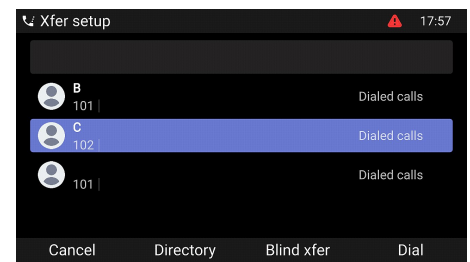 Xfer setup 17:57
B
101 | Dialed calls
C
102 | Dialed calls
101 | Dialed calls
Cancel Directory Blind xfer Dial